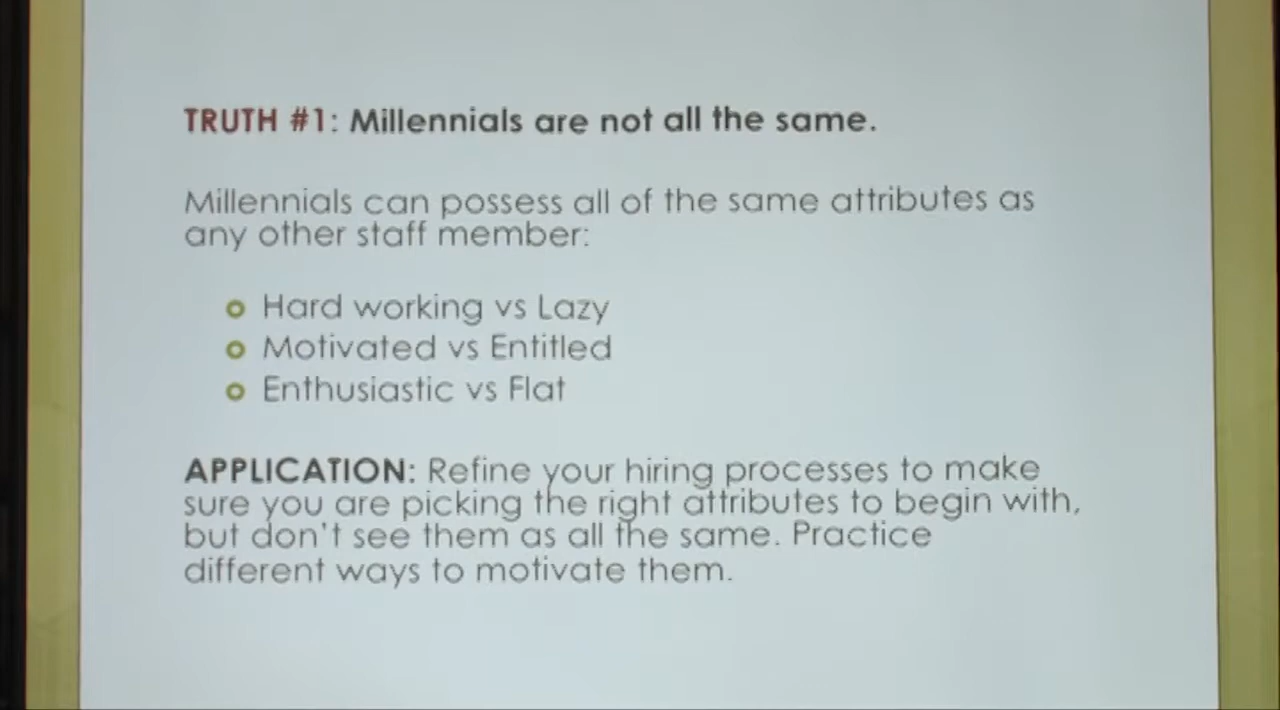 TRUTH #1: Millennials are not all the same.
Millennials can possess all of the same attributes as
any other staff member:
Hard working vs Lazy
Motivated vs Entitled
Enthusiastic vs Flat
APPLICATION: Refine your hiring processes to make
sure you are picking the right attributes to begin with,
but don't see them as all the same. Practice
different ways to motivate them.